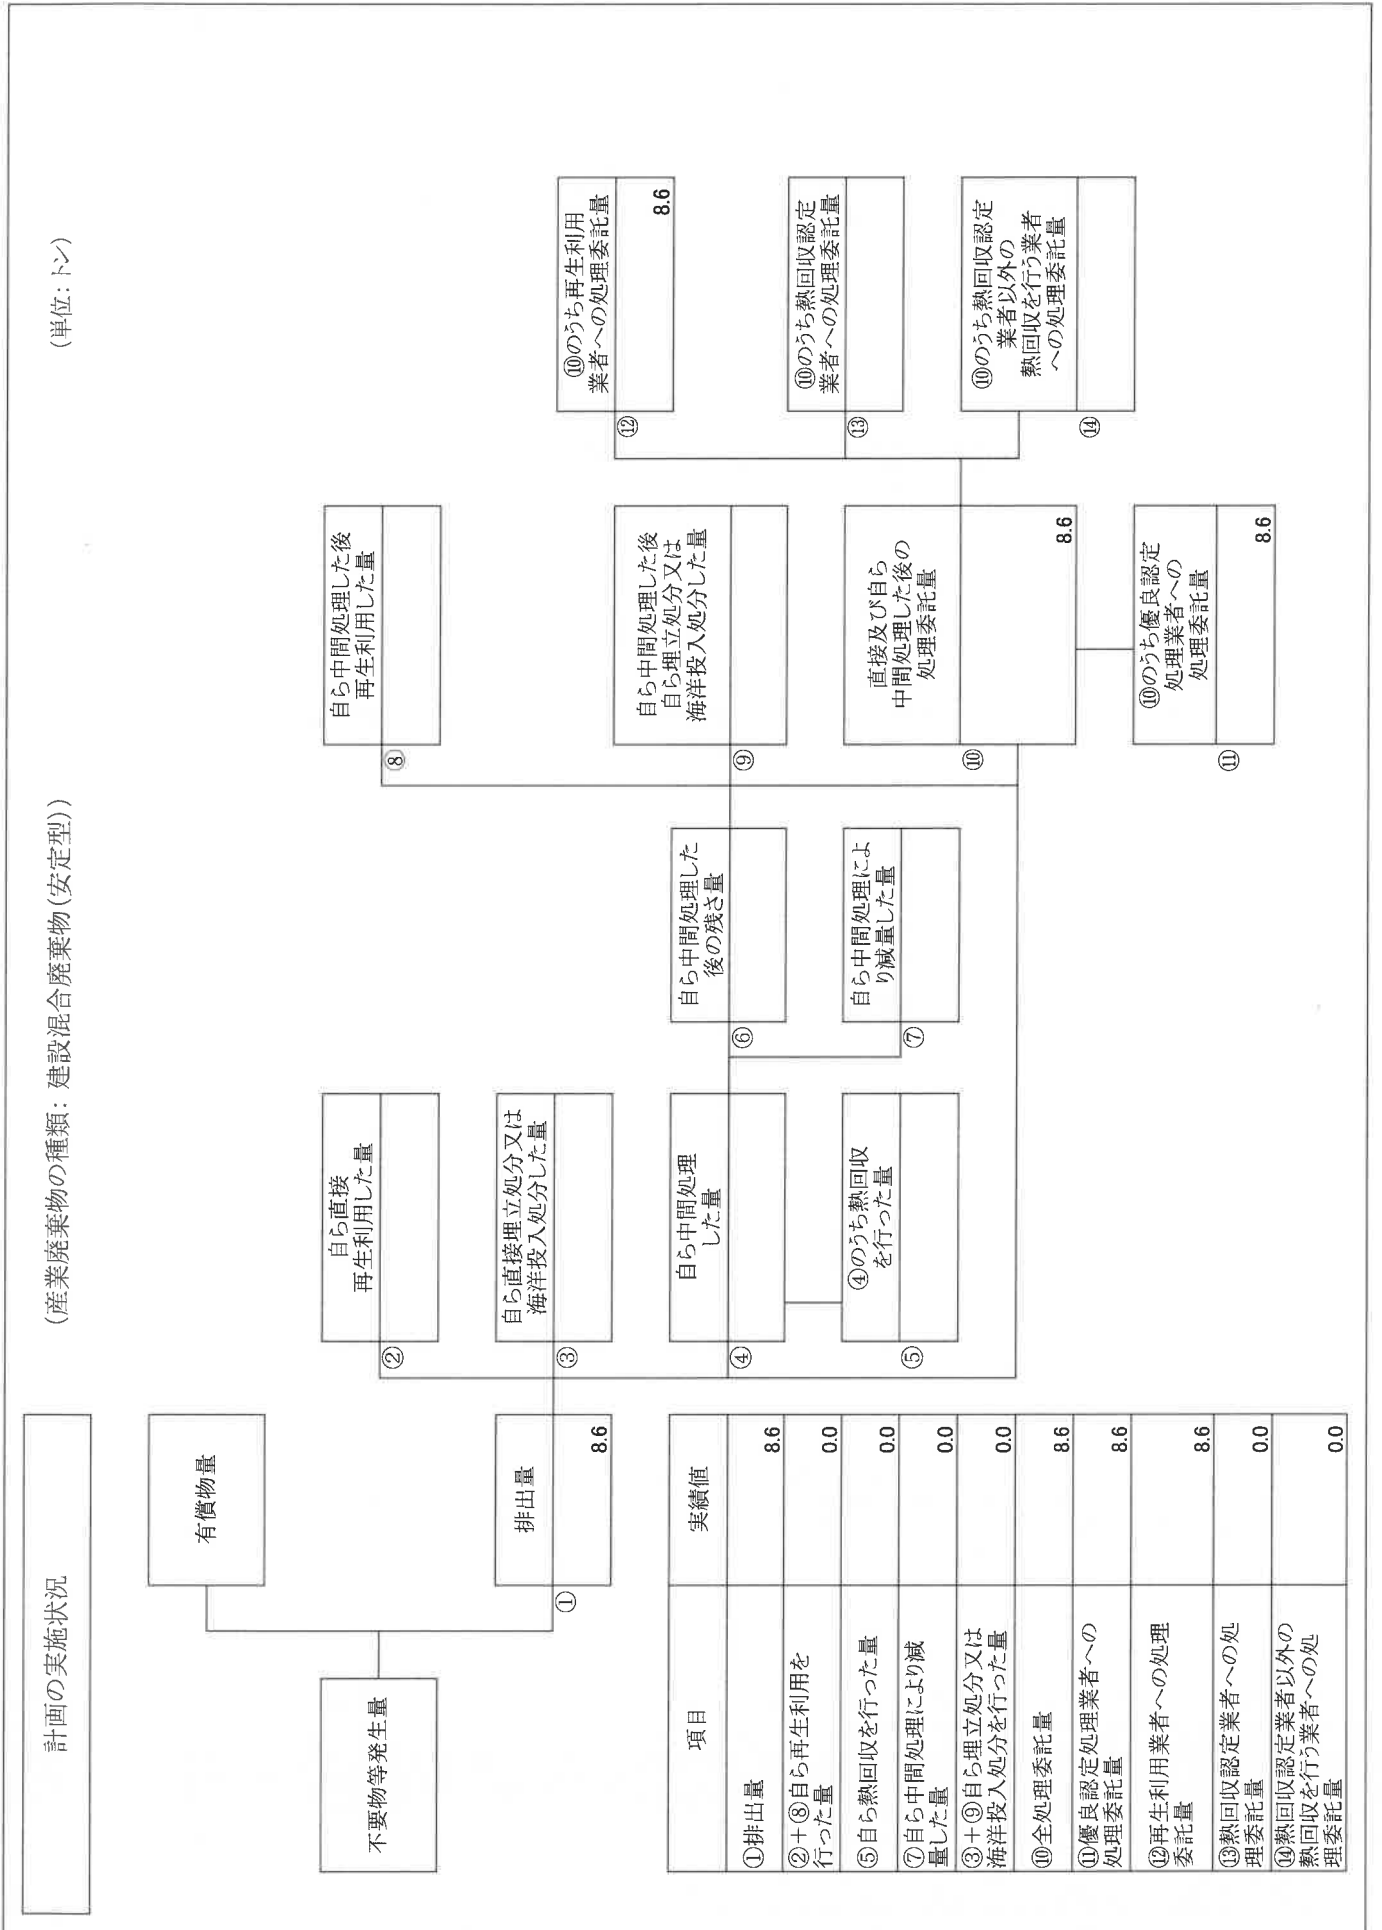 計画の実施状況
(産業廃棄物の種類: 建設混合廃棄物(安定型))
(単位: トン)
有償物量
不要物等発生量
①
排出量
8.6
②
自ら直接
再生利用した量
③
自ら直接埋立処分又は
海洋投入処分した量
④
自ら中間処理
した量
⑤
④のうち熱回収
を行った量
⑥
自ら中間処理した
後の残さ量
⑦
自ら中間処理によ
り減量した量
⑧
自ら中間処理した後
再生利用した量
⑨
自ら中間処理した後
自ら埋立処分又は
海洋投入処分した量
⑩
直接及び自ら
中間処理した後の
処理委託量
8.6
⑪
⑩のうち優良認定
処理業者への
処理委託量
8.6
⑫
⑩のうち再生利用
業者への処理委託量
8.6
⑬
⑩のうち熱回収認定
業者への処理委託量
⑭
⑩のうち熱回収認定
業者以外の
熱回収を行う業者
への処理委託量
項目 実績値
①排出量 8.6
②+⑧自ら再生利用を
行った量 0.0
⑤自ら熱回収を行った量 0.0
⑦自ら中間処理により減
量した量 0.0
③+⑨自ら埋立処分又は
海洋投入処分を行った量 0.0
⑩全処理委託量 8.6
⑪優良認定処理業者への
処理委託量 8.6
⑫再生利用業者への処理
委託量 8.6
⑬熱回収認定業者への処
理委託量 0.0
⑭熱回収認定業者以外の
熱回収を行う業者への処
理委託量 0.0